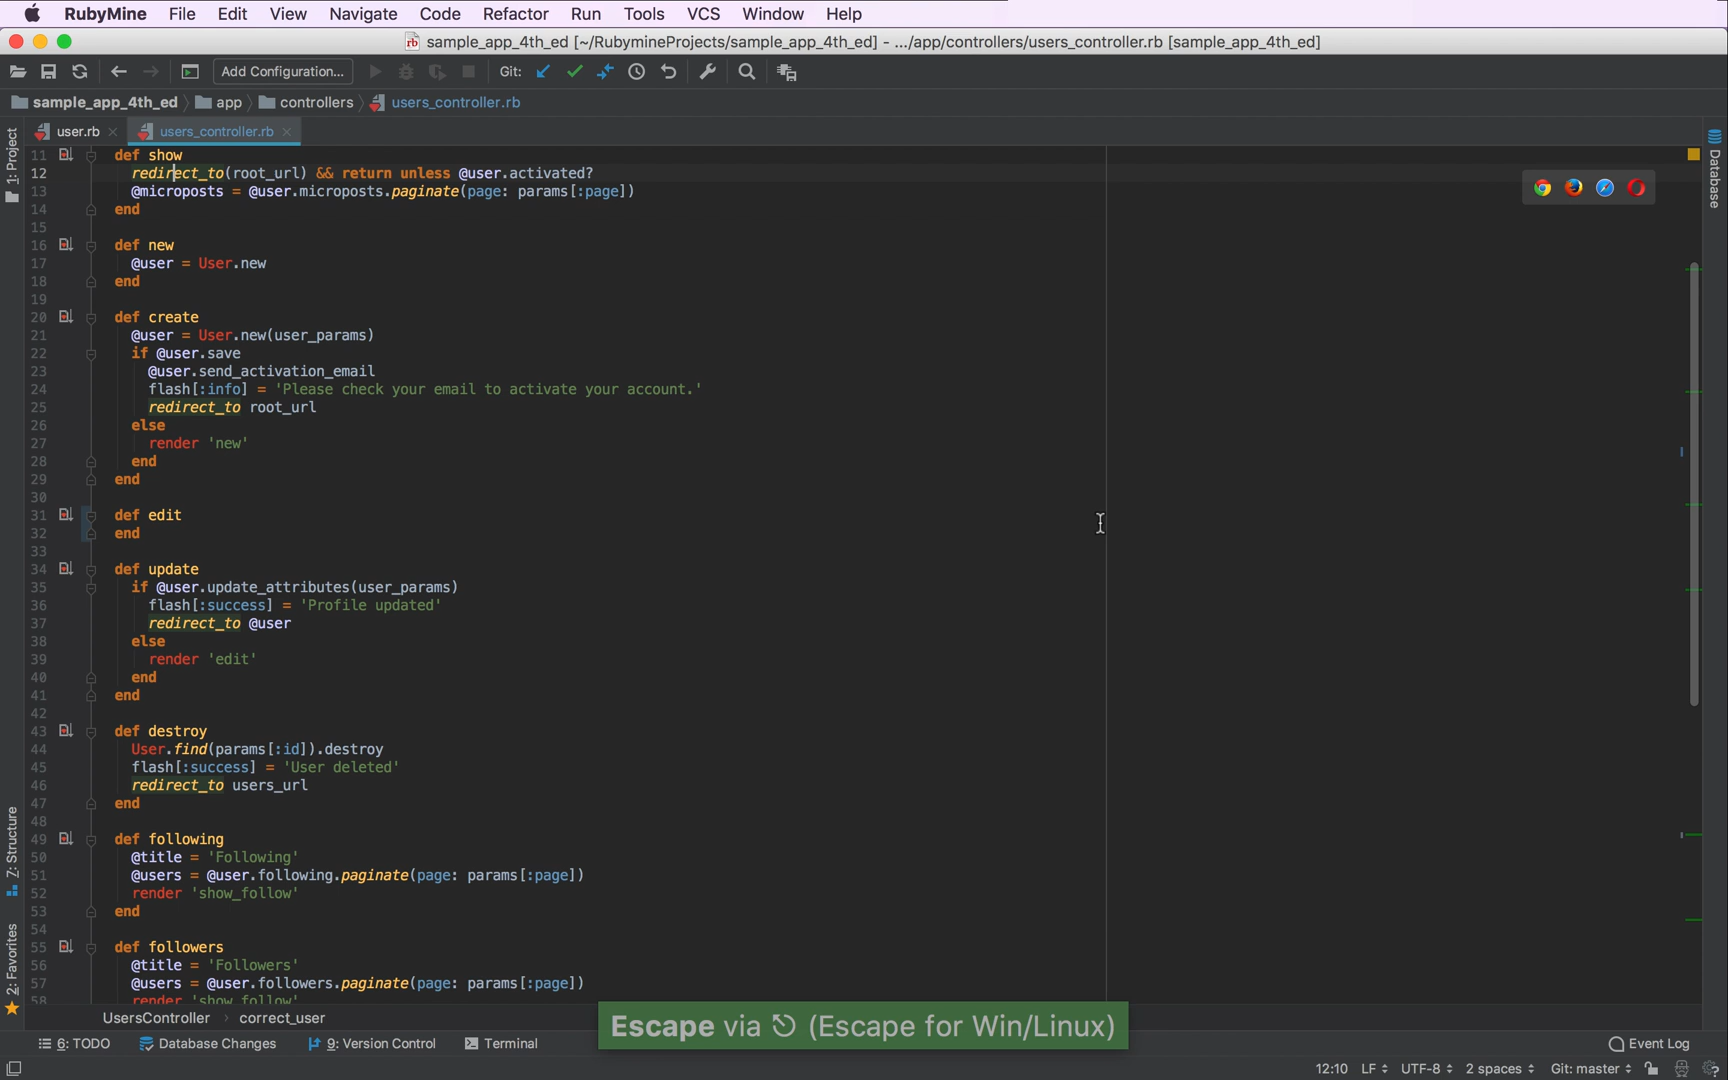 RubyMine File Edit View Navigate Code Refactor Run Tools VCS Window Help
sample_app_4th_ed [~/RubymineProjects/sample_app_4th_ed] - .../app/controllers/users_controller.rb [sample_app_4th_ed]
Add Configuration... Git:
sample_app_4th_ed app controllers users_controller.rb
user.rb users_controller.rb
1: Project
Database
11 def show
12 redirect_to(root_url) && return unless @user.activated?
13 @microposts = @user.microposts.paginate(page: params[:page])
14 end
15
16 def new
17 @user = User.new
18 end
19
20 def create
21 @user = User.new(user_params)
22 if @user.save
23 @user.send_activation_email
24 flash[:info] = 'Please check your email to activate your account.'
25 redirect_to root_url
26 else
27 render 'new'
28 end
29 end
30
31 def edit
32 end
33
34 def update
35 if @user.update_attributes(user_params)
36 flash[:success] = 'Profile updated'
37 redirect_to @user
38 else
39 render 'edit'
40 end
41 end
42
43 def destroy
44 User.find(params[:id]).destroy
45 flash[:success] = 'User deleted'
46 redirect_to users_url
47 end
48
49 def following
50 @title = 'Following'
51 @users = @user.following.paginate(page: params[:page])
52 render 'show_follow'
53 end
54
55 def followers
56 @title = 'Followers'
57 @users = @user.followers.paginate(page: params[:page])
58 render 'show_follow'
7: Structure
2: Favorites
UsersController correct_user
Escape via ⎋ (Escape for Win/Linux)
6: TODO Database Changes 9: Version Control Terminal Event Log
12:10 LF UTF-8 2 spaces Git: master